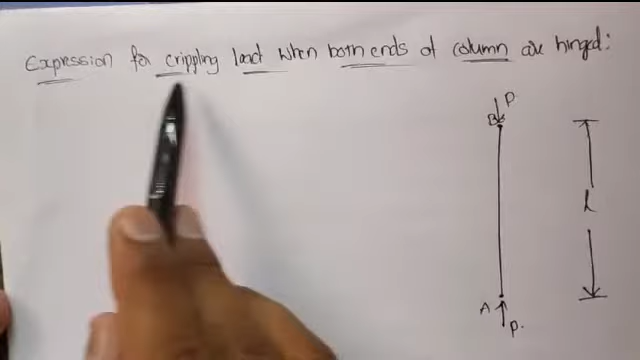 Expression for crippling load when both ends of column are hinged:
P
B
l
A
P.